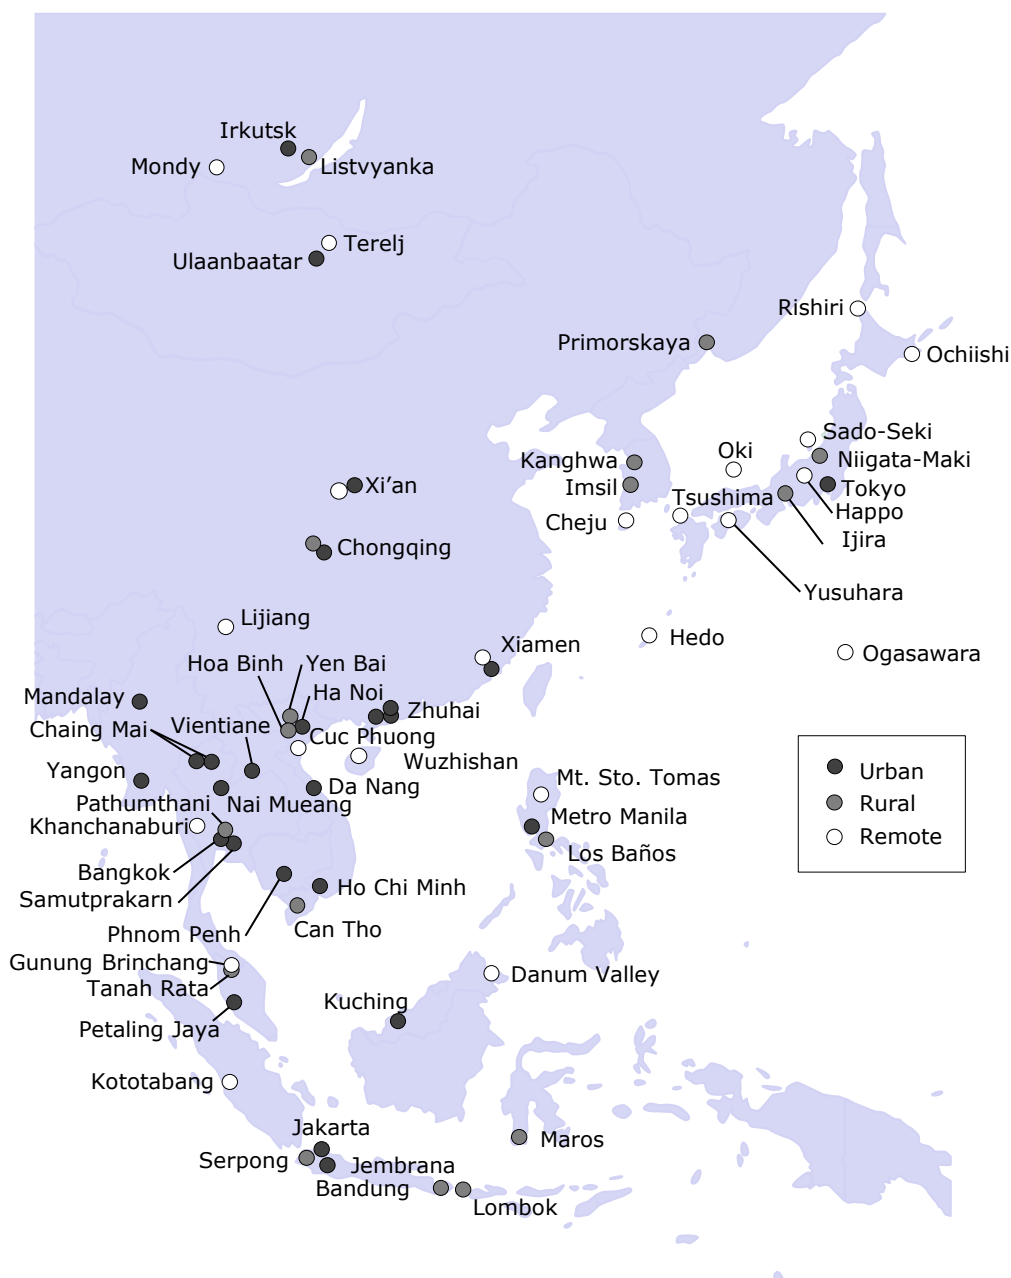 Irkutsk
Mondy
Listvyanka
Terelj
Ulaanbaatar
Rishiri
Primorskaya
Ochiishi
Sado-Seki
Oki
Kanghwa
Niigata-Maki
Xi’an
Imsil
Tsushima
Tokyo
Happo
Cheju
Ijira
Chongqing
Yusuhara
Lijiang
Hedo
Xiamen
Ogasawara
Hoa Binh
Yen Bai
Mandalay
Ha Noi
Zhuhai
Chaing Mai
Vientiane
Cuc Phuong
Wuzhishan
Yangon
Mt. Sto. Tomas
Urban
Da Nang
Pathumthani
Nai Mueang
Rural
Khanchanaburi
Metro Manila
Remote
Los Baños
Bangkok
Samutprakarn
Ho Chi Minh
Can Tho
Phnom Penh
Gunung Brinchang
Danum Valley
Tanah Rata
Kuching
Petaling Jaya
Kototabang
Jakarta
Maros
Serpong
Jembrana
Bandung
Lombok